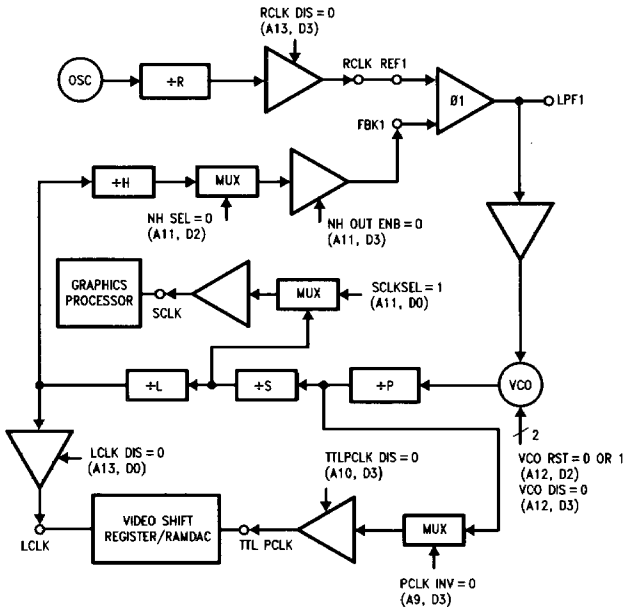 RCLK DIS=0
(A13, D3)
OSC
÷R
RCLK REF1
Ø1
LPF1
FBK1
÷H
MUX
NH SEL=0
(A11, D2)
NH OUT ENB=0
(A11, D3)
GRAPHICS
PROCESSOR
SCLK
MUX
SCLKSEL=1
(A11, D0)
÷L
÷S
÷P
VCO
2
VCO RST=0 OR 1
(A12, D2)
VCO DIS=0
(A12, D3)
LCLK DIS=0
(A13, D0)
TTLPCLK DIS=0
(A10, D3)
LCLK
VIDEO SHIFT
REGISTER/RAMDAC
TTL PCLK
MUX
PCLK INV=0
(A9, D3)